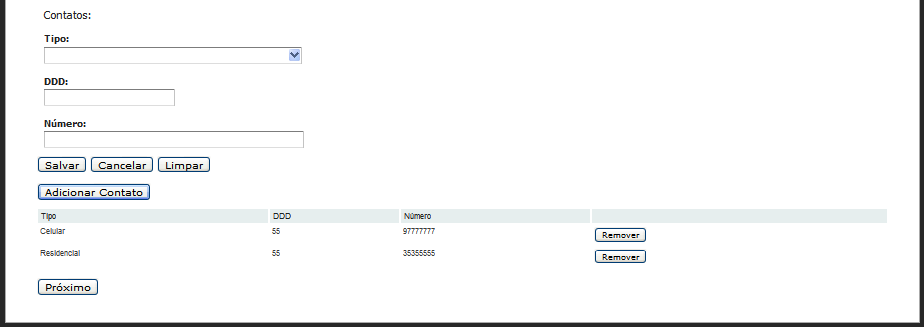 Contatos:
Tipo:
DDD:
Número:
Salvar Cancelar Limpar
Adicionar Contato
Tipo DDD Número
Celular 55 97777777 Remover
Residencial 55 35355555 Remover
Próximo